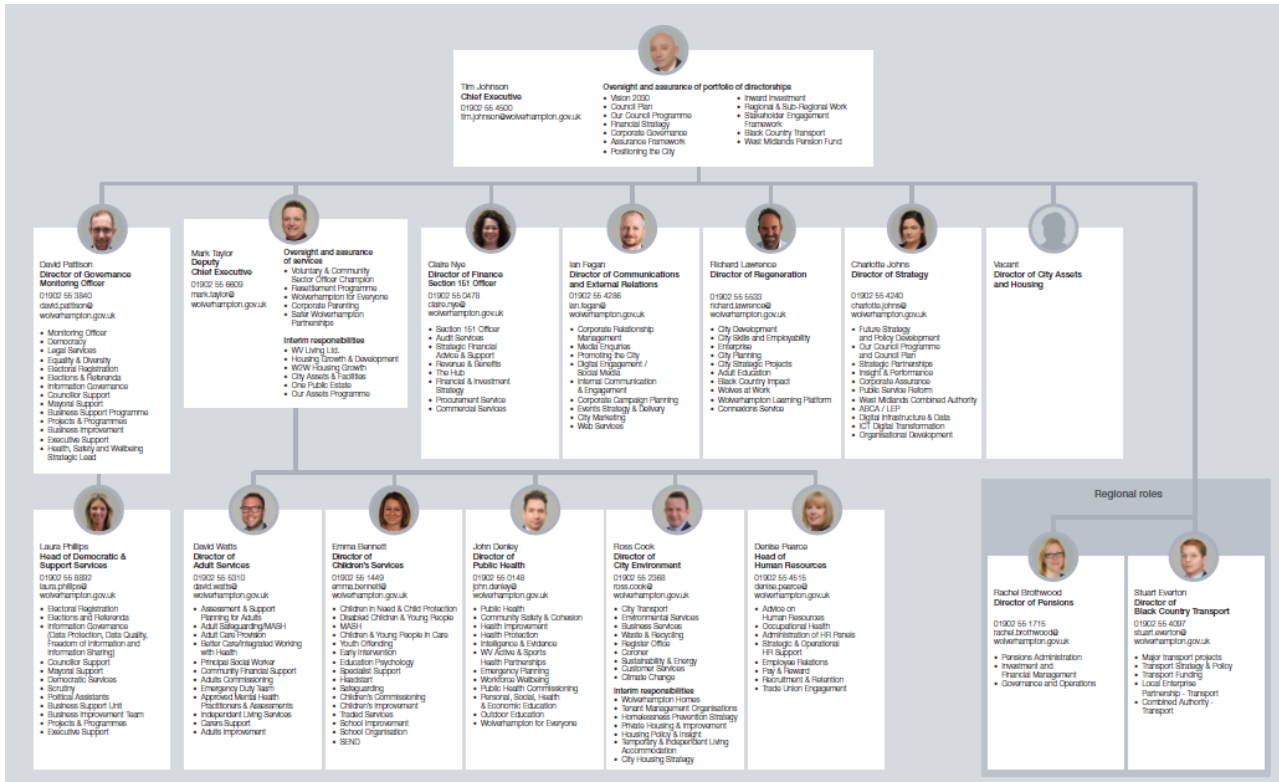 Tim Johnson
Chief Executive
01902 55 4500
tim.johnson@wolverhampton.gov.uk
Oversight and assurance of portfolio of directorships
• Vision 2030
• Council Plan
• Our Council Programme
• Financial Strategy
• Corporate Governance
• Assurance Framework
• Positioning the City
• Inward Investment
• Regional & Sub-Regional Work
• Stakeholder Engagement
Framework
• Black Country Transport
• West Midlands Pension Fund
David Pattison
Director of Governance
Monitoring Officer
01902 55 3840
david.pattison@
wolverhampton.gov.uk
• Monitoring Officer
• Democracy
• Legal Services
• Equality & Diversity
• Electoral Registration
• Elections & Referenda
• Information Governance
• Councillor Support
• Mayoral Support
• Business Support Programme
• Projects & Programmes
• Business Improvement
• Executive Support
• Health, Safety and Wellbeing
Strategic Lead
Mark Taylor
Deputy
Chief Executive
01902 55 6609
mark.taylor@
wolverhampton.gov.uk
Oversight and assurance
of services
• Voluntary & Community
Sector Officer Champion
• Resettlement Programme
• Wolverhampton for Everyone
• Corporate Parenting
• Safer Wolverhampton
Partnerships
Interim responsibilities
• WV Living Ltd.
• Housing Growth & Development
• W2W Housing Growth
• City Assets & Facilities
• One Public Estate
• Our Assets Programme
Claire Nye
Director of Finance
Section 151 Officer
01902 55 0478
claire.nye@
wolverhampton.gov.uk
• Section 151 Officer
• Audit Services
• Strategic Financial
Advice & Support
• Revenue & Benefits
• The Hub
• Financial & Investment
Strategy
• Procurement Service
• Commercial Services
Ian Fegan
Director of Communications
and External Relations
01902 55 4286
ian.fegan@
wolverhampton.gov.uk
• Corporate Relationship
Management
• Media Enquiries
• Promoting the City
• Digital Engagement /
Social Media
• Internal Communication
& Engagement
• Corporate Campaign Planning
• Events Strategy & Delivery
• City Marketing
• Web Services
Richard Lawrence
Director of Regeneration
01902 55 5533
richard.lawrence@
wolverhampton.gov.uk
• City Development
• City Skills and Employability
• Enterprise
• City Planning
• City Strategic Projects
• Adult Education
• Black Country Impact
• Wolves at Work
• Wolverhampton Learning Platform
• Connexions Service
Charlotte Johns
Director of Strategy
01902 55 4240
charlotte.johns@
wolverhampton.gov.uk
• Future Strategy
and Policy Development
• Our Council Programme
and Council Plan
• Strategic Partnerships
• Insight & Performance
• Corporate Assurance
• Public Service Reform
• West Midlands Combined Authority
• ABCA / LEP
• Digital Infrastructure & Data
• ICT Digital Transformation
• Organisational Development
Vacant
Director of City Assets
and Housing
Laura Phillips
Head of Democratic &
Support Services
01902 55 8892
laura.phillips@
wolverhampton.gov.uk
• Electoral Registration
• Elections and Referenda
• Information Governance
(Data Protection, Data Quality,
Freedom of Information and
Information Sharing)
• Councillor Support
• Mayoral Support
• Democratic Services
• Scrutiny
• Political Assistants
• Business Support Unit
• Business Improvement Team
• Projects & Programmes
• Executive Support
David Watts
Director of
Adult Services
01902 55 5310
david.watts@
wolverhampton.gov.uk
• Assessment & Support
Planning for Adults
• Adult Safeguarding/MASH
• Adult Care Provision
• Better Care/Integrated Working
with Health
• Principal Social Worker
• Community Financial Support
• Adults Commissioning
• Emergency Duty Team
• Approved Mental Health
Practitioners & Assessments
• Independent Living Services
• Carers Support
• Adults Improvement
Emma Bennett
Director of
Children's Services
01902 55 1449
emma.bennett@
wolverhampton.gov.uk
• Children in Need & Child Protection
• Disabled Children & Young People
• MASH
• Children & Young People in Care
• Youth Offending
• Early Intervention
• Education Psychology
• Specialist Support
• Headstart
• Safeguarding
• Children's Commissioning
• Children's Improvement
• Traded Services
• School Improvement
• School Organisation
• SEND
John Denley
Director of
Public Health
01902 55 0148
john.denley@
wolverhampton.gov.uk
• Public Health
• Community Safety & Cohesion
• Health Improvement
• Health Protection
• Intelligence & Evidence
• WV Active & Sports
Health Partnerships
• Emergency Planning
• Workforce Wellbeing
• Public Health Commissioning
• Personal, Social, Health
& Economic Education
• Outdoor Education
• Wolverhampton for Everyone
Ross Cook
Director of
City Environment
01902 55 2368
ross.cook@
wolverhampton.gov.uk
• City Transport
• Environmental Services
• Business Services
• Waste & Recycling
• Register Office
• Coroner
• Sustainability & Energy
• Customer Services
• Climate Change
Interim responsibilities
• Wolverhampton Homes
• Tenant Management Organisations
• Homelessness Prevention Strategy
• Private Housing & Improvement
• Housing Policy & Insight
• Temporary & Independent Living
Accommodation
• City Housing Strategy
Denise Pearce
Head of
Human Resources
01902 55 4515
denise.pearce@
wolverhampton.gov.uk
• Advice on
Human Resources
• Occupational Health
• Administration of HR Panels
• Strategic & Operational
HR Support
• Employee Relations
• Pay & Reward
• Recruitment & Retention
• Trade Union Engagement
Regional roles
Rachel Brothwood
Director of Pensions
01902 55 1715
rachel.brothwood@
wolverhampton.gov.uk
• Pensions Administration
• Investment and
Financial Management
• Governance and Operations
Stuart Everton
Director of
Black Country Transport
01902 55 4097
stuart.everton@
wolverhampton.gov.uk
• Major transport projects
• Transport Strategy & Policy
• Transport Funding
• Local Enterprise
Partnership - Transport
• Combined Authority -
Transport